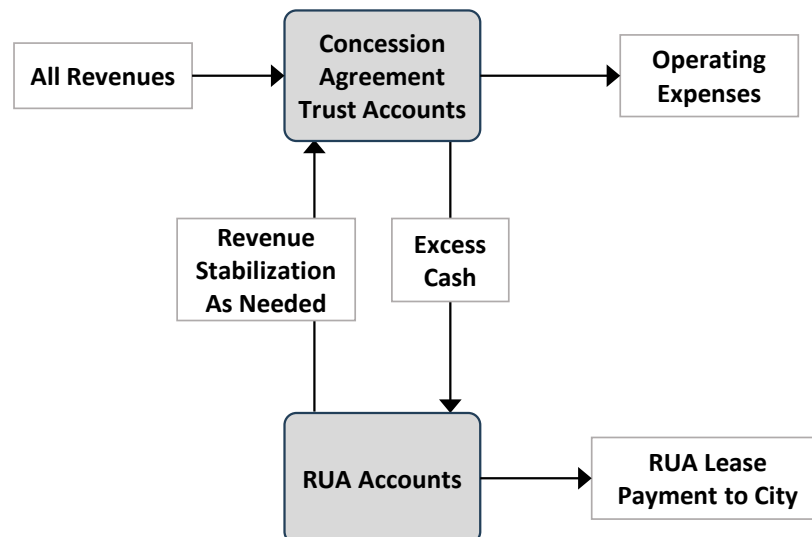 All Revenues
Concession
Agreement
Trust Accounts
Operating
Expenses
Revenue
Stabilization
As Needed
Excess
Cash
RUA Accounts
RUA Lease
Payment to City